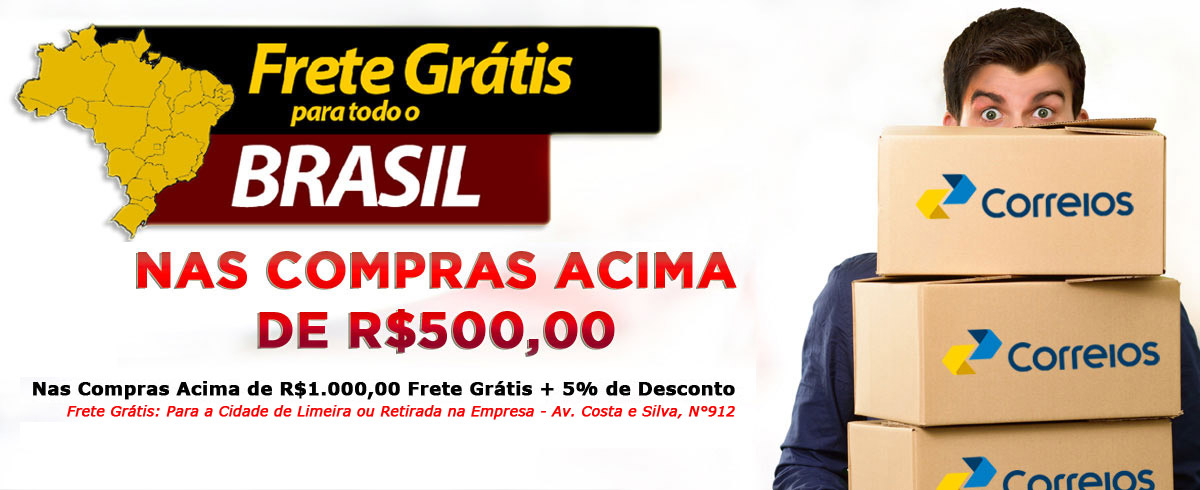 Frete Grátis
para todo o
BRASIL
NAS COMPRAS ACIMA
DE R$500,00
Nas Compras Acima de R$1.000,00 Frete Grátis + 5% de Desconto
Frete Grátis: Para a Cidade de Limeira ou Retirada na Empresa - Av. Costa e Silva, N°912
Correios
Correios
Correios